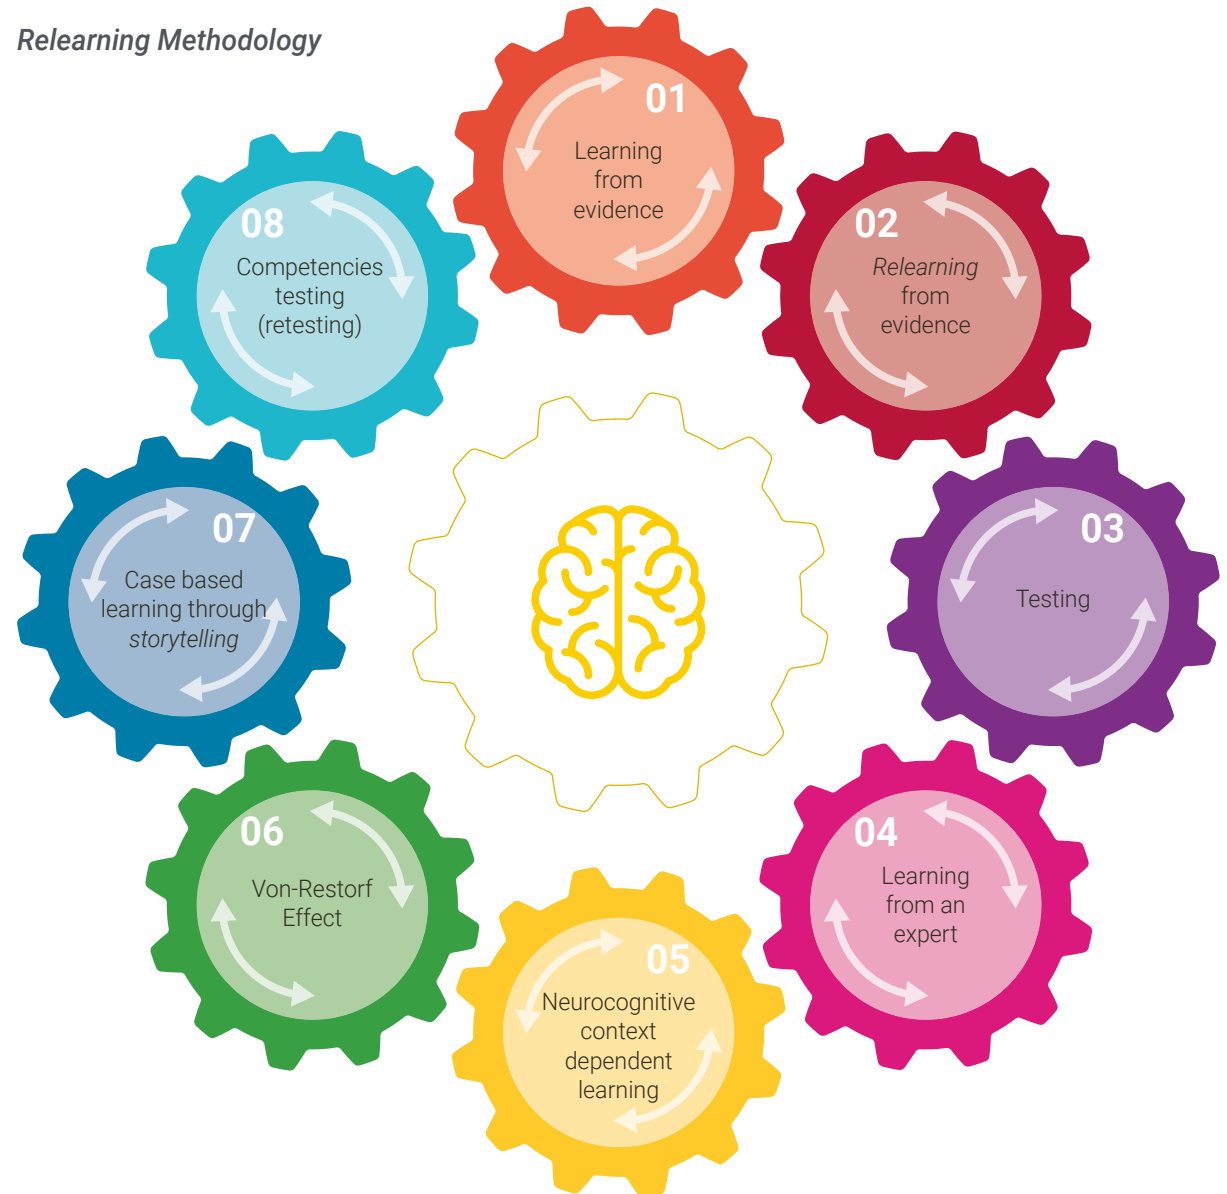 Relearning Methodology
01
Learning
from
evidence
02
Relearning
from
evidence
03
Testing
04
Learning
from an
expert
05
Neurocognitive
context
dependent
learning
06
Von-Restorf
Effect
07
Case based
learning through
storytelling
08
Competencies
testing
(retesting)